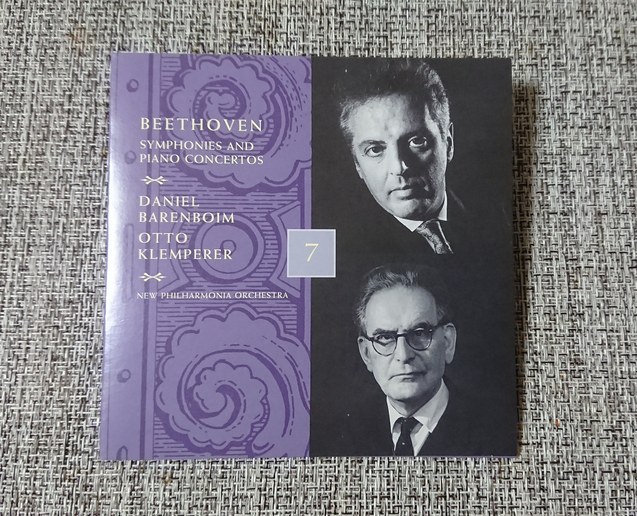 BEETHOVEN
SYMPHONIES AND
PIANO CONCERTOS
DANIEL
BARENBOIM
OTTO
KLEMPERER
NEW PHILHARMONIA ORCHESTRA
7